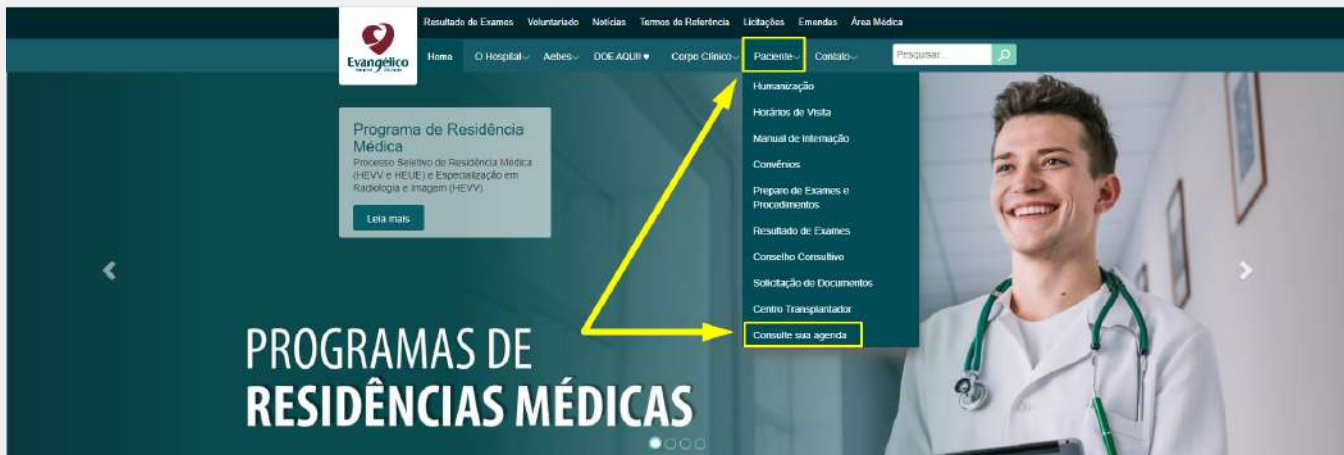 Resultado de Exames Voluntariado Notícias Termos de Referência Licitações Emendas Área Médica
Evangélico
Home O Hospital Aebes DOE AQUI! ♥ Corpo Clínico Paciente Contato Pesquisar...
Humanização
Horários de Visita
Manual de Internação
Convênios
Preparo de Exames e
Procedimentos
Resultado de Exames
Conselho Consultivo
Solicitação de Documentos
Centro Transplantador
Consulte sua agenda
Programa de Residência
Médica
Processo Seletivo de Residência Médica
(HEVV e HEUE) e Especialização em
Radiologia e Imagem (HEVV)
Leia mais
PROGRAMAS DE
RESIDÊNCIAS MÉDICAS